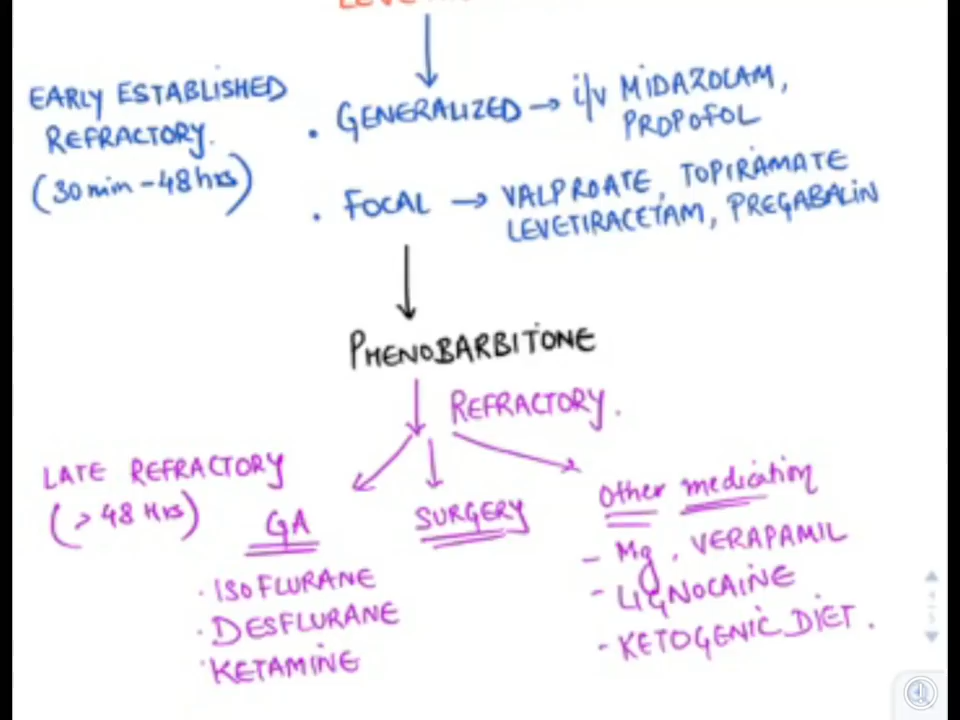 EARLY ESTABLISHED
REFRACTORY.
(30 min – 48 hrs)
• GENERALIZED → i/v MIDAZOLAM,
PROPOFOL
• FOCAL → VALPROATE, TOPIRAMATE
LEVETIRACETAM, PREGABALIN
PHENOBARBITONE
REFRACTORY.
LATE REFRACTORY
(> 48 Hrs)
GA
• ISOFLURANE
• DESFLURANE
• KETAMINE
SURGERY
Other medication
– Mg, VERAPAMIL
– LIGNOCAINE
– KETOGENIC DIET.